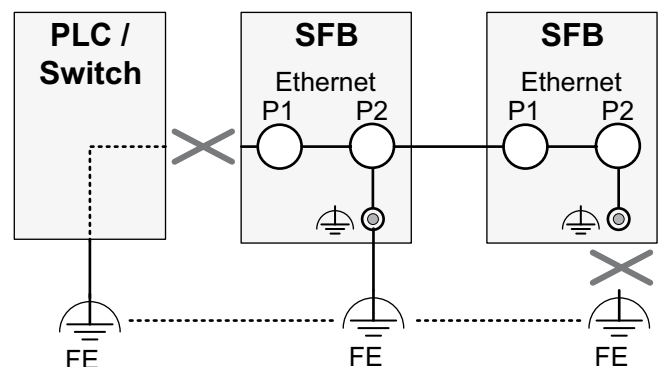 PLC /
Switch
SFB
Ethernet
P1 P2
SFB
Ethernet
P1 P2
FE
FE
FE